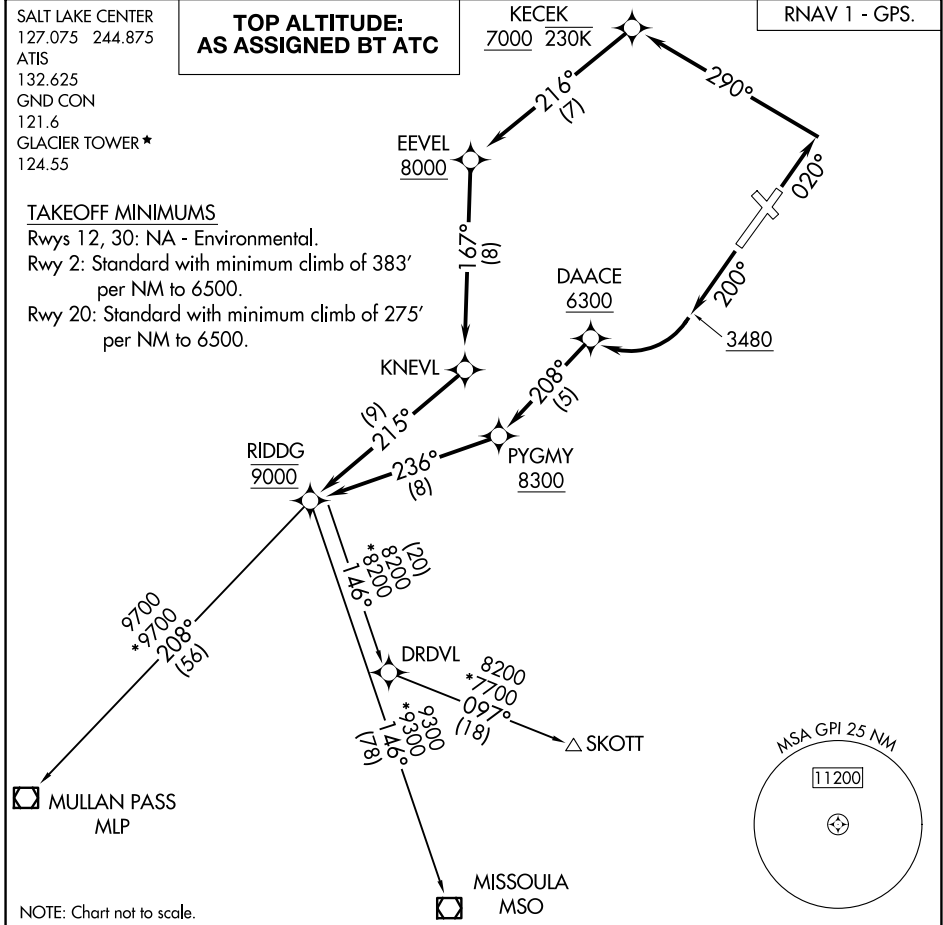 SALT LAKE CENTER
127.075 244.875
ATIS
132.625
GND CON
121.6
GLACIER TOWER★
124.55
TOP ALTITUDE:
AS ASSIGNED BT ATC
RNAV 1 - GPS.
KECEK
7000 230K
290°
216°
(7)
EEVEL
8000
020°
TAKEOFF MINIMUMS
Rwys 12, 30: NA - Environmental.
Rwy 2: Standard with minimum climb of 383'
per NM to 6500.
Rwy 20: Standard with minimum climb of 275'
per NM to 6500.
167°
(8)
DAACE
6300
200°
3480
KNEVL
208°
(5)
(9)
215°
RIDDG
9000
236°
(8)
PYGMY
8300
(20)
8200
*8200
146°
9700
*9700
208°
(56)
DRDVL
8200
*7700
097°
(18)
SKOTT
9300
*9300
146°
(78)
MSA GPI 25 NM
11200
MULLAN PASS
MLP
MISSOULA
MSO
NOTE: Chart not to scale.